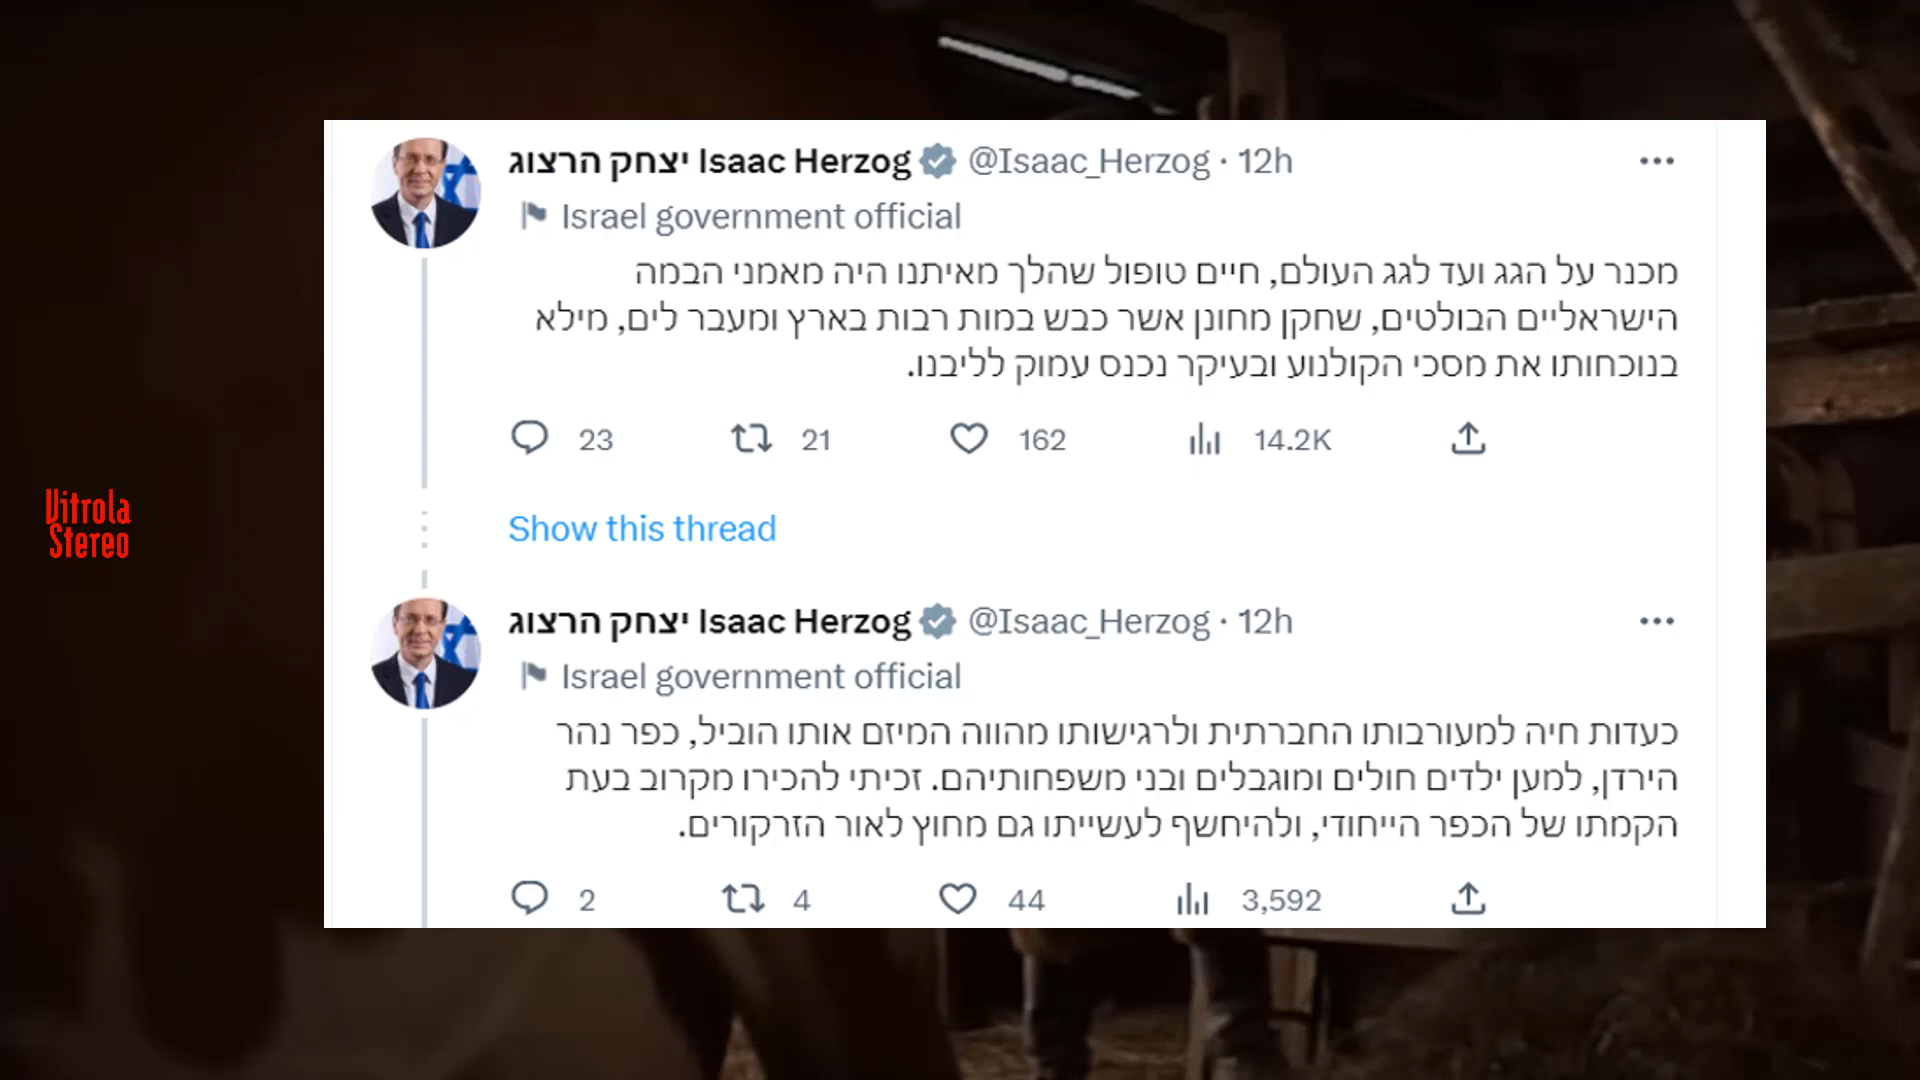 Vitrola
Stereo
יצחק הרצוג Isaac Herzog @Isaac_Herzog · 12h
Israel government official
מכנר על הגג ועד לגג העולם, חיים טופול שהלך מאיתנו היה מאמני הבמה
הישראליים הבולטים, שחקן מחונן אשר כבש במות רבות בארץ ומעבר לים, מילא
בנוכחותו את מסכי הקולנוע ובעיקר נכנס עמוק לליבנו.
23 21 162 14.2K
Show this thread
יצחק הרצוג Isaac Herzog @Isaac_Herzog · 12h
Israel government official
כעדות חיה למעורבותו החברתית ולרגישותו מהווה המיזם אותו הוביל, כפר נהר
הירדן, למען ילדים חולים ומוגבלים ובני משפחותיהם. זכיתי להכירו מקרוב בעת
הקמתו של הכפר הייחודי, ולהיחשף לעשייתו גם מחוץ לאור הזרקורים.
2 4 44 3,592